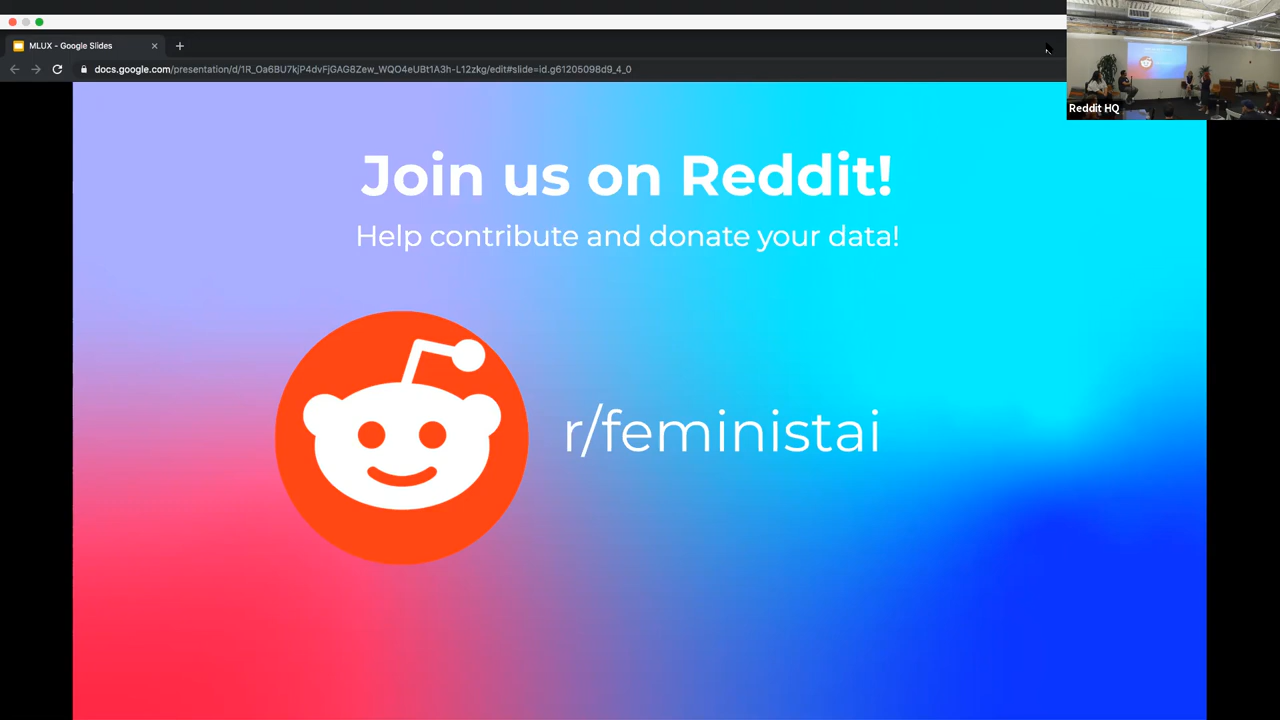 MLUX - Google Slides
docs.google.com/presentation/d/1R_Oa6BU7kjP4dvFjGAG8Zew_WQO4eUBt1A3h-L12zkg/edit#slide=id.g61205098d9_4_0
Reddit HQ
Join us on Reddit!
Help contribute and donate your data!
r/feministai